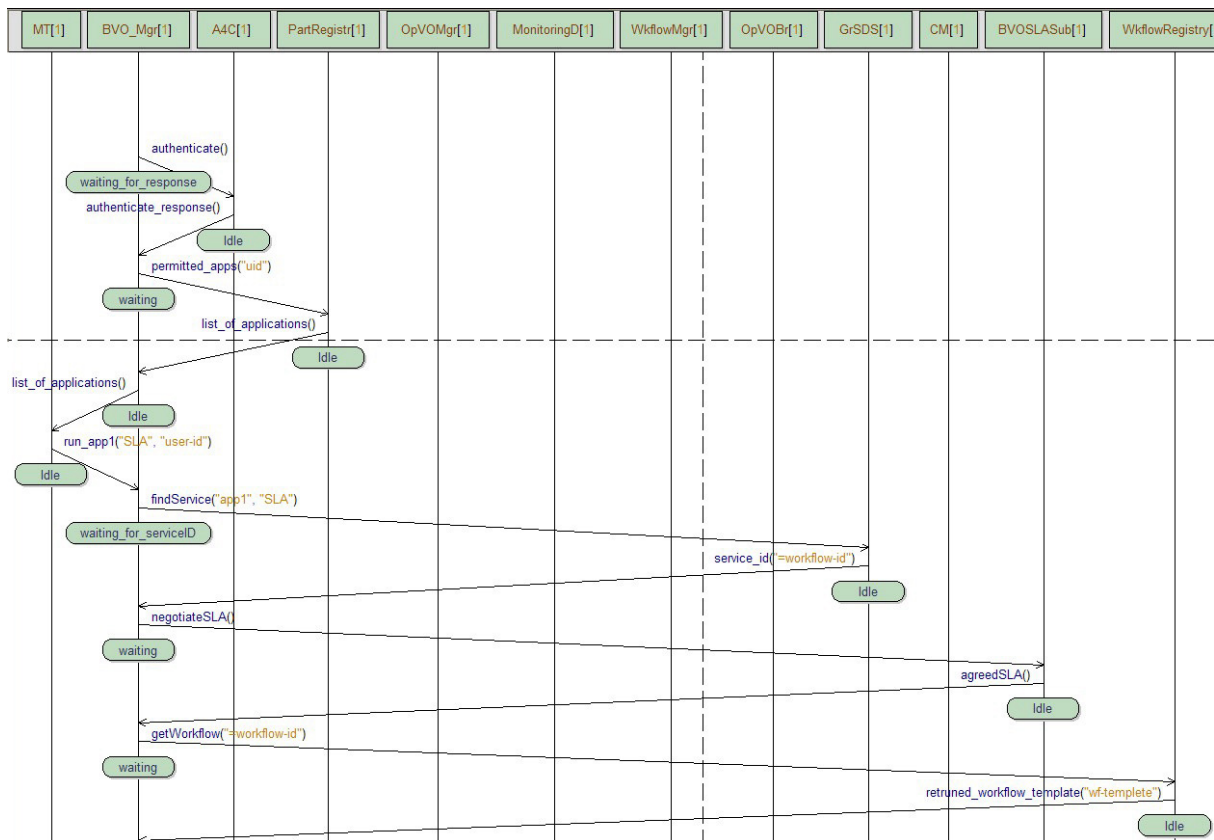 MT[1] BVO_Mgr[1] A4C[1] PartRegistr[1] OpVOMgr[1] MonitoringD[1] WkflowMgr[1] OpVOBr[1] GrSDS[1] CM[1] BVOSLASub[1] WkflowRegistry[
authenticate()
waiting_for_response
authenticate_response()
Idle
permitted_apps("uid")
waiting
list_of_applications()
Idle
list_of_applications()
Idle
run_app1("SLA", "user-id")
Idle
findService("app1", "SLA")
waiting_for_serviceID
service_id("=workflow-id")
Idle
negotiateSLA()
waiting
agreedSLA()
Idle
getWorkflow("=workflow-id")
waiting
retruned_workflow_template("wf-templete")
Idle